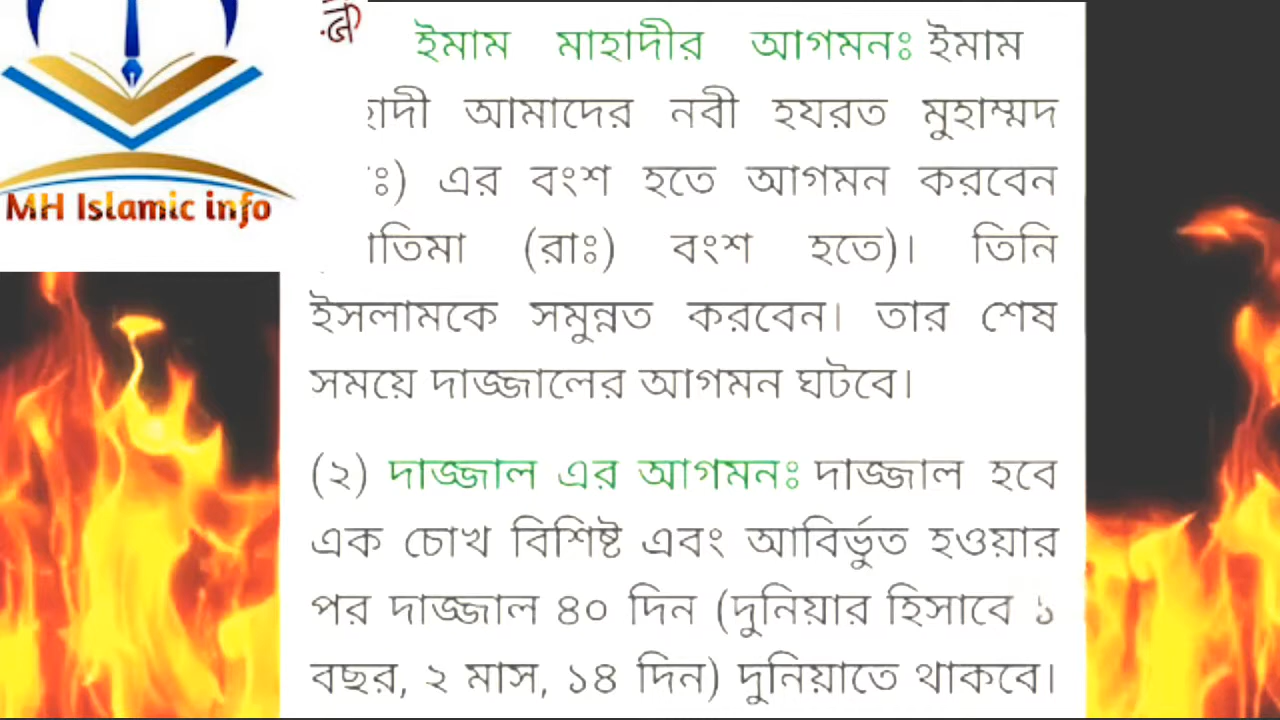 ইমাম মাহাদীর আগমনঃ ইমাম
আমাদের নবী হযরত মুহাম্মদ
ঃ) এর বংশ হতে আগমন করবেন
(রাঃ) বংশ হতে)। তিনি
ইসলামকে সমুন্নত করবেন। তার শেষ
সময়ে দাজ্জালের আগমন ঘটবে।
(২) দাজ্জাল এর আগমনঃ দাজ্জাল হবে
এক চোখ বিশিষ্ট এবং আবির্ভুত হওয়ার
পর দাজ্জাল ৪০ দিন (দুনিয়ার হিসাবে ১
বছর, ২ মাস, ১৪ দিন) দুনিয়াতে থাকবে।
MH Islamic info